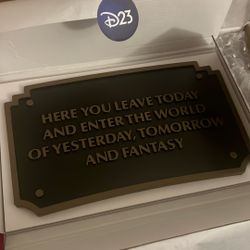 D23
HERE YOU LEAVE TODAY
AND ENTER THE WORLD
OF YESTERDAY, TOMORROW
AND FANTASY